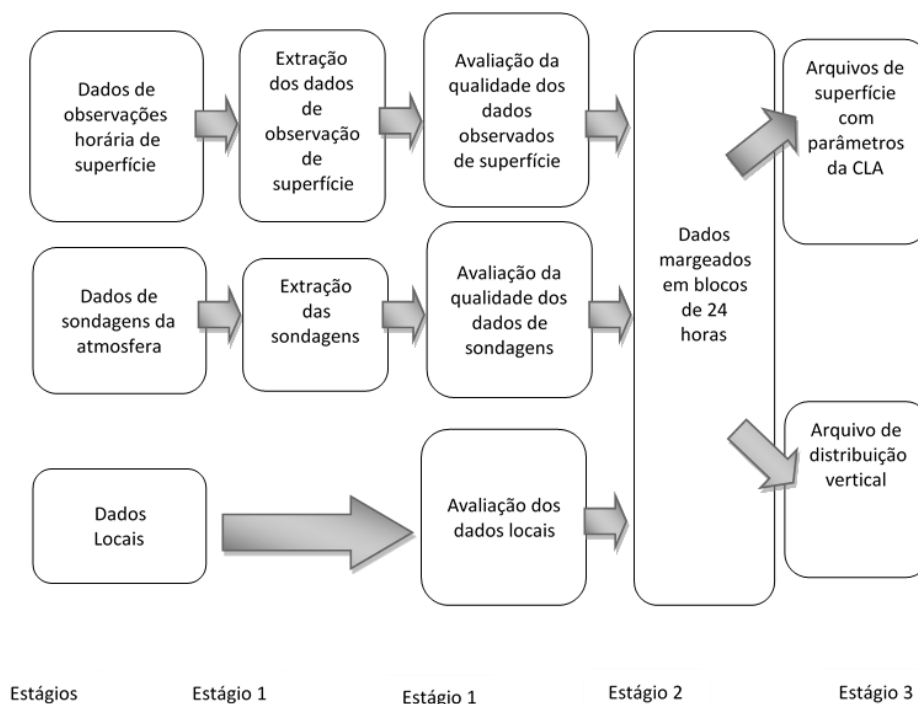 Dados de
observações
horária de
superfície
Extração
dos dados
de
observação
de
superfície
Avaliação da
qualidade dos
dados
observados
de superfície
Dados
margeados
em blocos
de 24
horas
Arquivos de
superfície
com
parâmetros
da CLA
Dados de
sondagens da
atmosfera
Extração
das
sondagens
Avaliação da
qualidade dos
dados de
sondagens
Dados
Locais
Avaliação dos
dados locais
Arquivo de
distribuição
vertical
Estágios
Estágio 1
Estágio 1
Estágio 2
Estágio 3